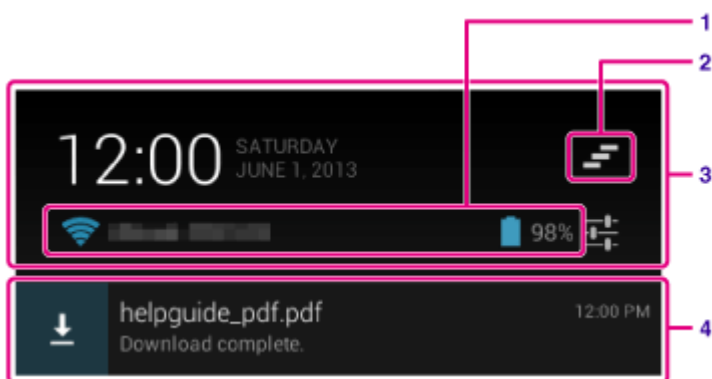 1
2
12:00 SATURDAY
JUNE 1, 2013
3
98%
helpguide_pdf.pdf 12:00 PM
4
Download complete.